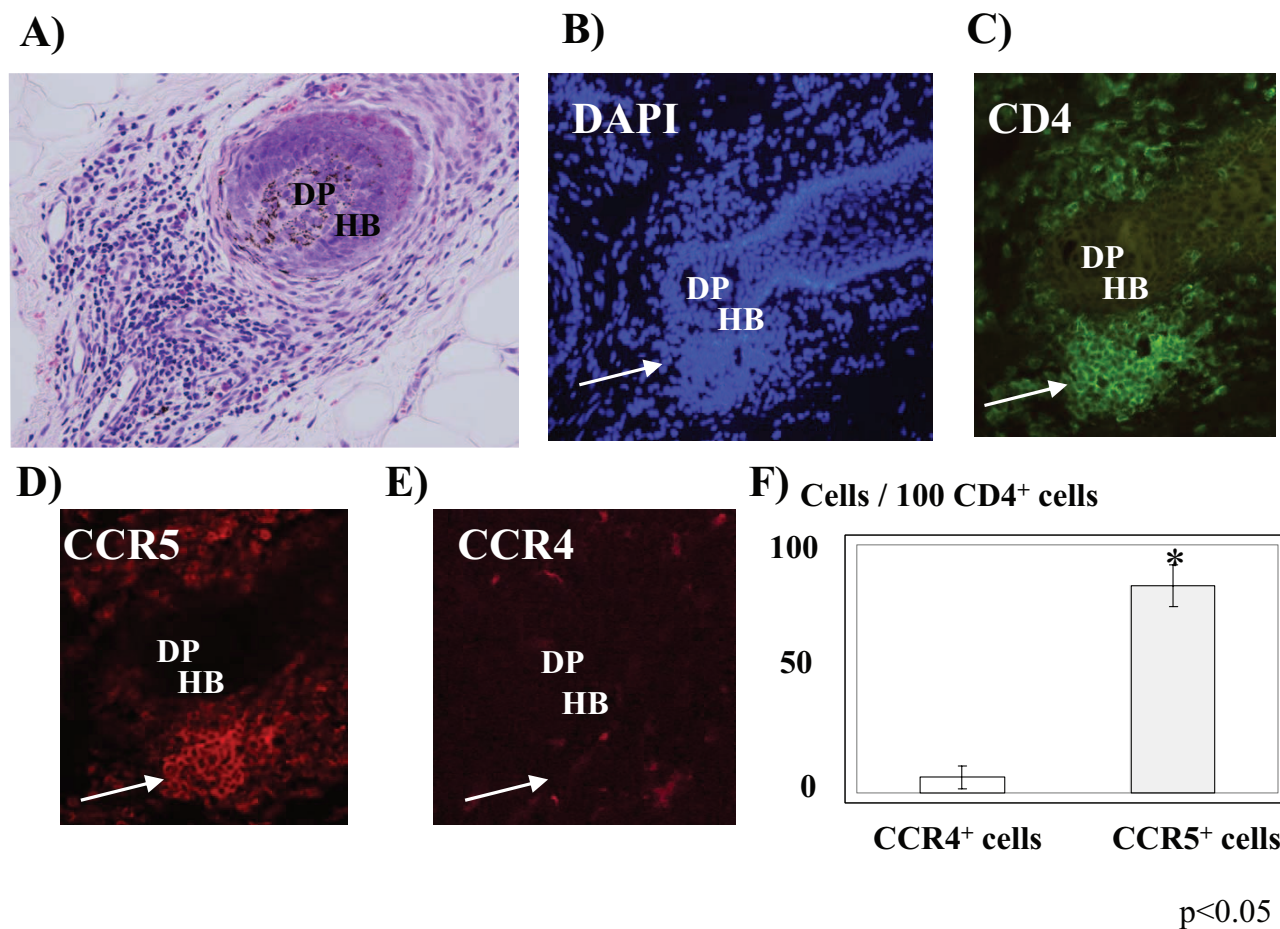 A)
B)
C)
DP
HB
DAPI
DP
HB
CD4
DP
HB
D)
E)
F) Cells / 100 CD4⁺ cells
CCR5
DP
HB
CCR4
DP
HB
100
*
50
0
CCR4⁺ cells
CCR5⁺ cells
p<0.05